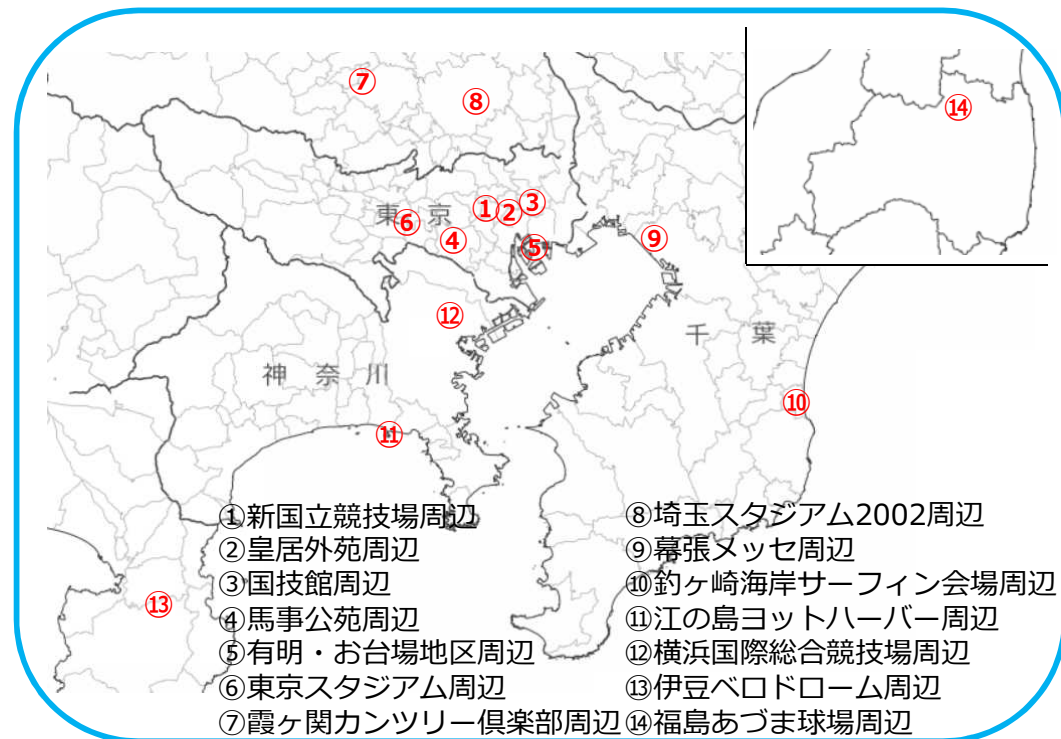 ⑦
⑧
⑭
東京
①
②
③
⑥
④
⑤
⑨
⑫
千葉
神奈川
⑩
⑪
⑬
①新国立競技場周辺
②皇居外苑周辺
③国技館周辺
④馬事公苑周辺
⑤有明・お台場地区周辺
⑥東京スタジアム周辺
⑦霞ヶ関カンツリー倶楽部周辺
⑧埼玉スタジアム2002周辺
⑨幕張メッセ周辺
⑩釣ヶ崎海岸サーフィン会場周辺
⑪江の島ヨットハーバー周辺
⑫横浜国際総合競技場周辺
⑬伊豆ベロドローム周辺
⑭福島あづま球場周辺